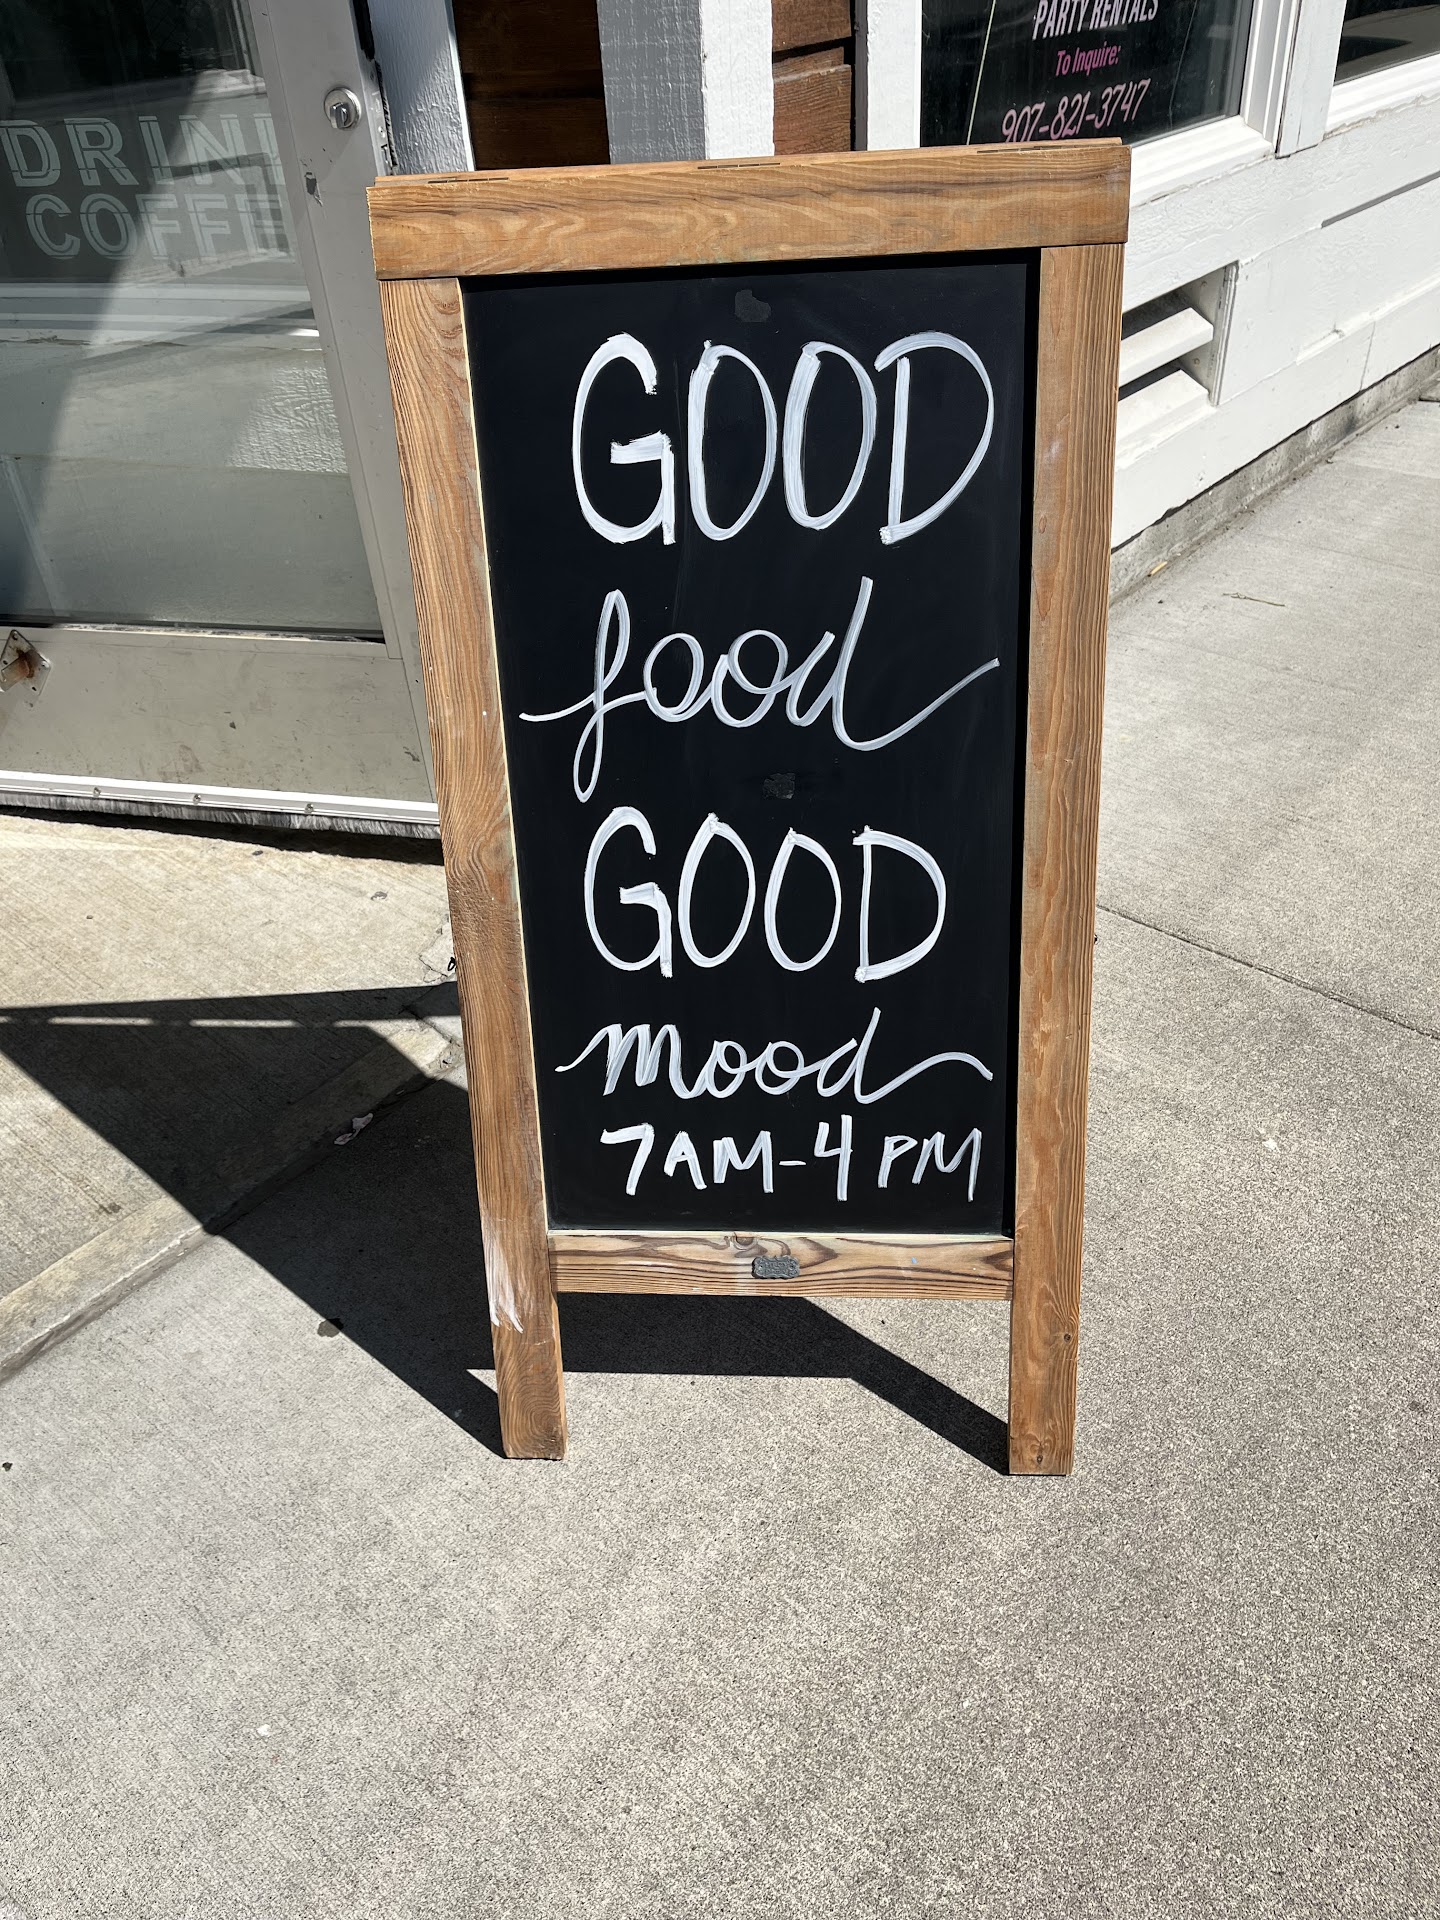 DRINK
COFFEE
PARTY RENTALS
To Inquire:
907-821-3747
GOOD
food
GOOD
mood
7AM-4PM